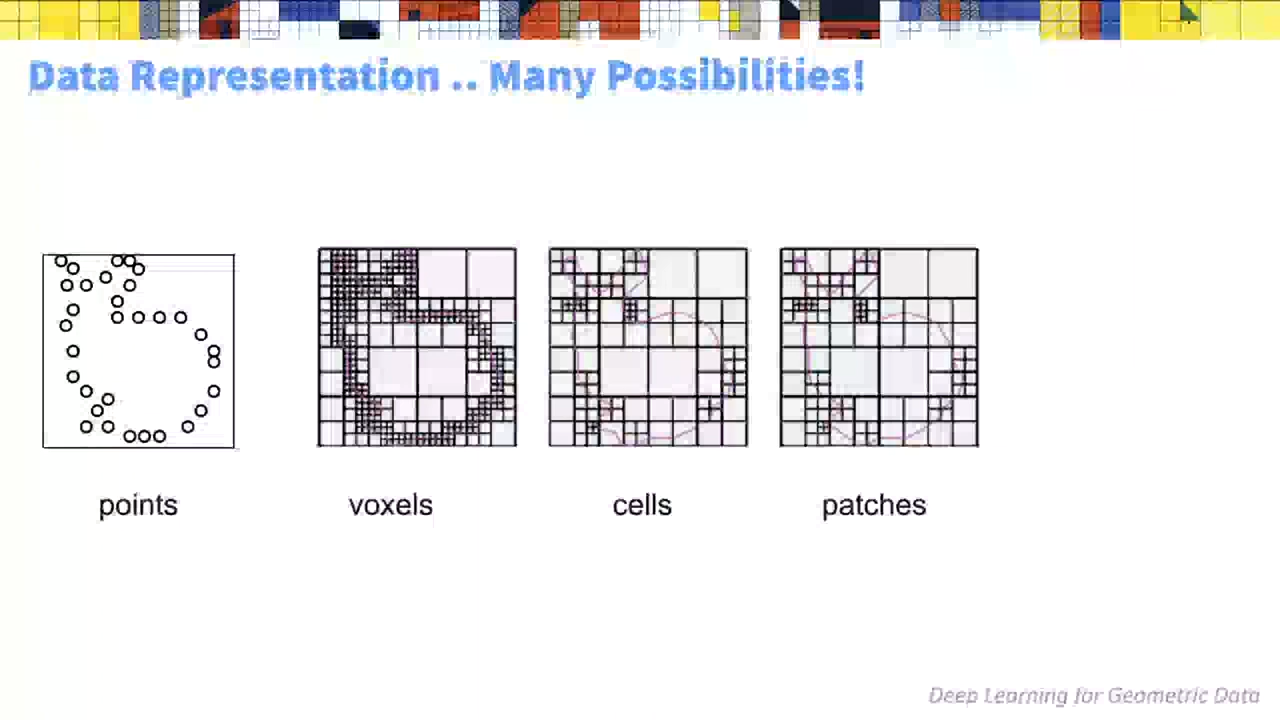 Data Representation .. Many Possibilities!
points
voxels
cells
patches
Deep Learning for Geometric Data